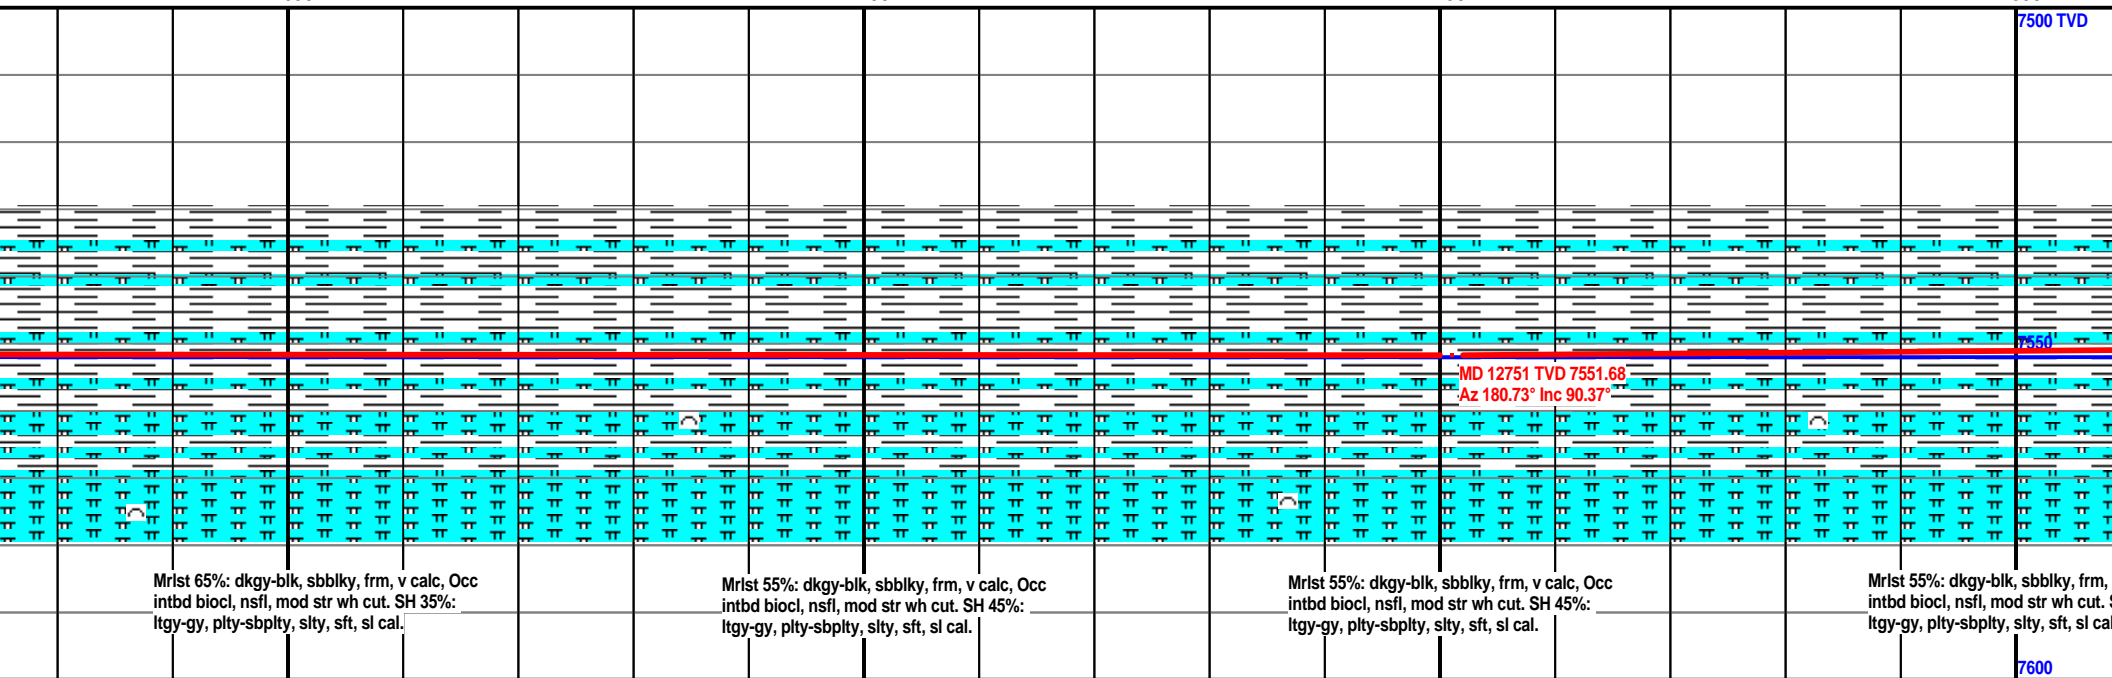 7500 TVD
7550
MD 12751 TVD 7551.68
Az 180.73° Inc 90.37°
Mrlst 65%: dkgy-blk, sbblky, frm, v calc, Occ
intbd biocl, nsfl, mod str wh cut. SH 35%:
ltgy-gy, plty-sbplty, slty, sft, sl cal.
Mrlst 55%: dkgy-blk, sbblky, frm, v calc, Occ
intbd biocl, nsfl, mod str wh cut. SH 45%:
ltgy-gy, plty-sbplty, slty, sft, sl cal.
Mrlst 55%: dkgy-blk, sbblky, frm, v calc, Occ
intbd biocl, nsfl, mod str wh cut. SH 45%:
ltgy-gy, plty-sbplty, slty, sft, sl cal.
Mrlst 55%: dkgy-blk, sbblky, frm,
intbd biocl, nsfl, mod str wh cut.
ltgy-gy, plty-sbplty, slty, sft, sl cal
7600